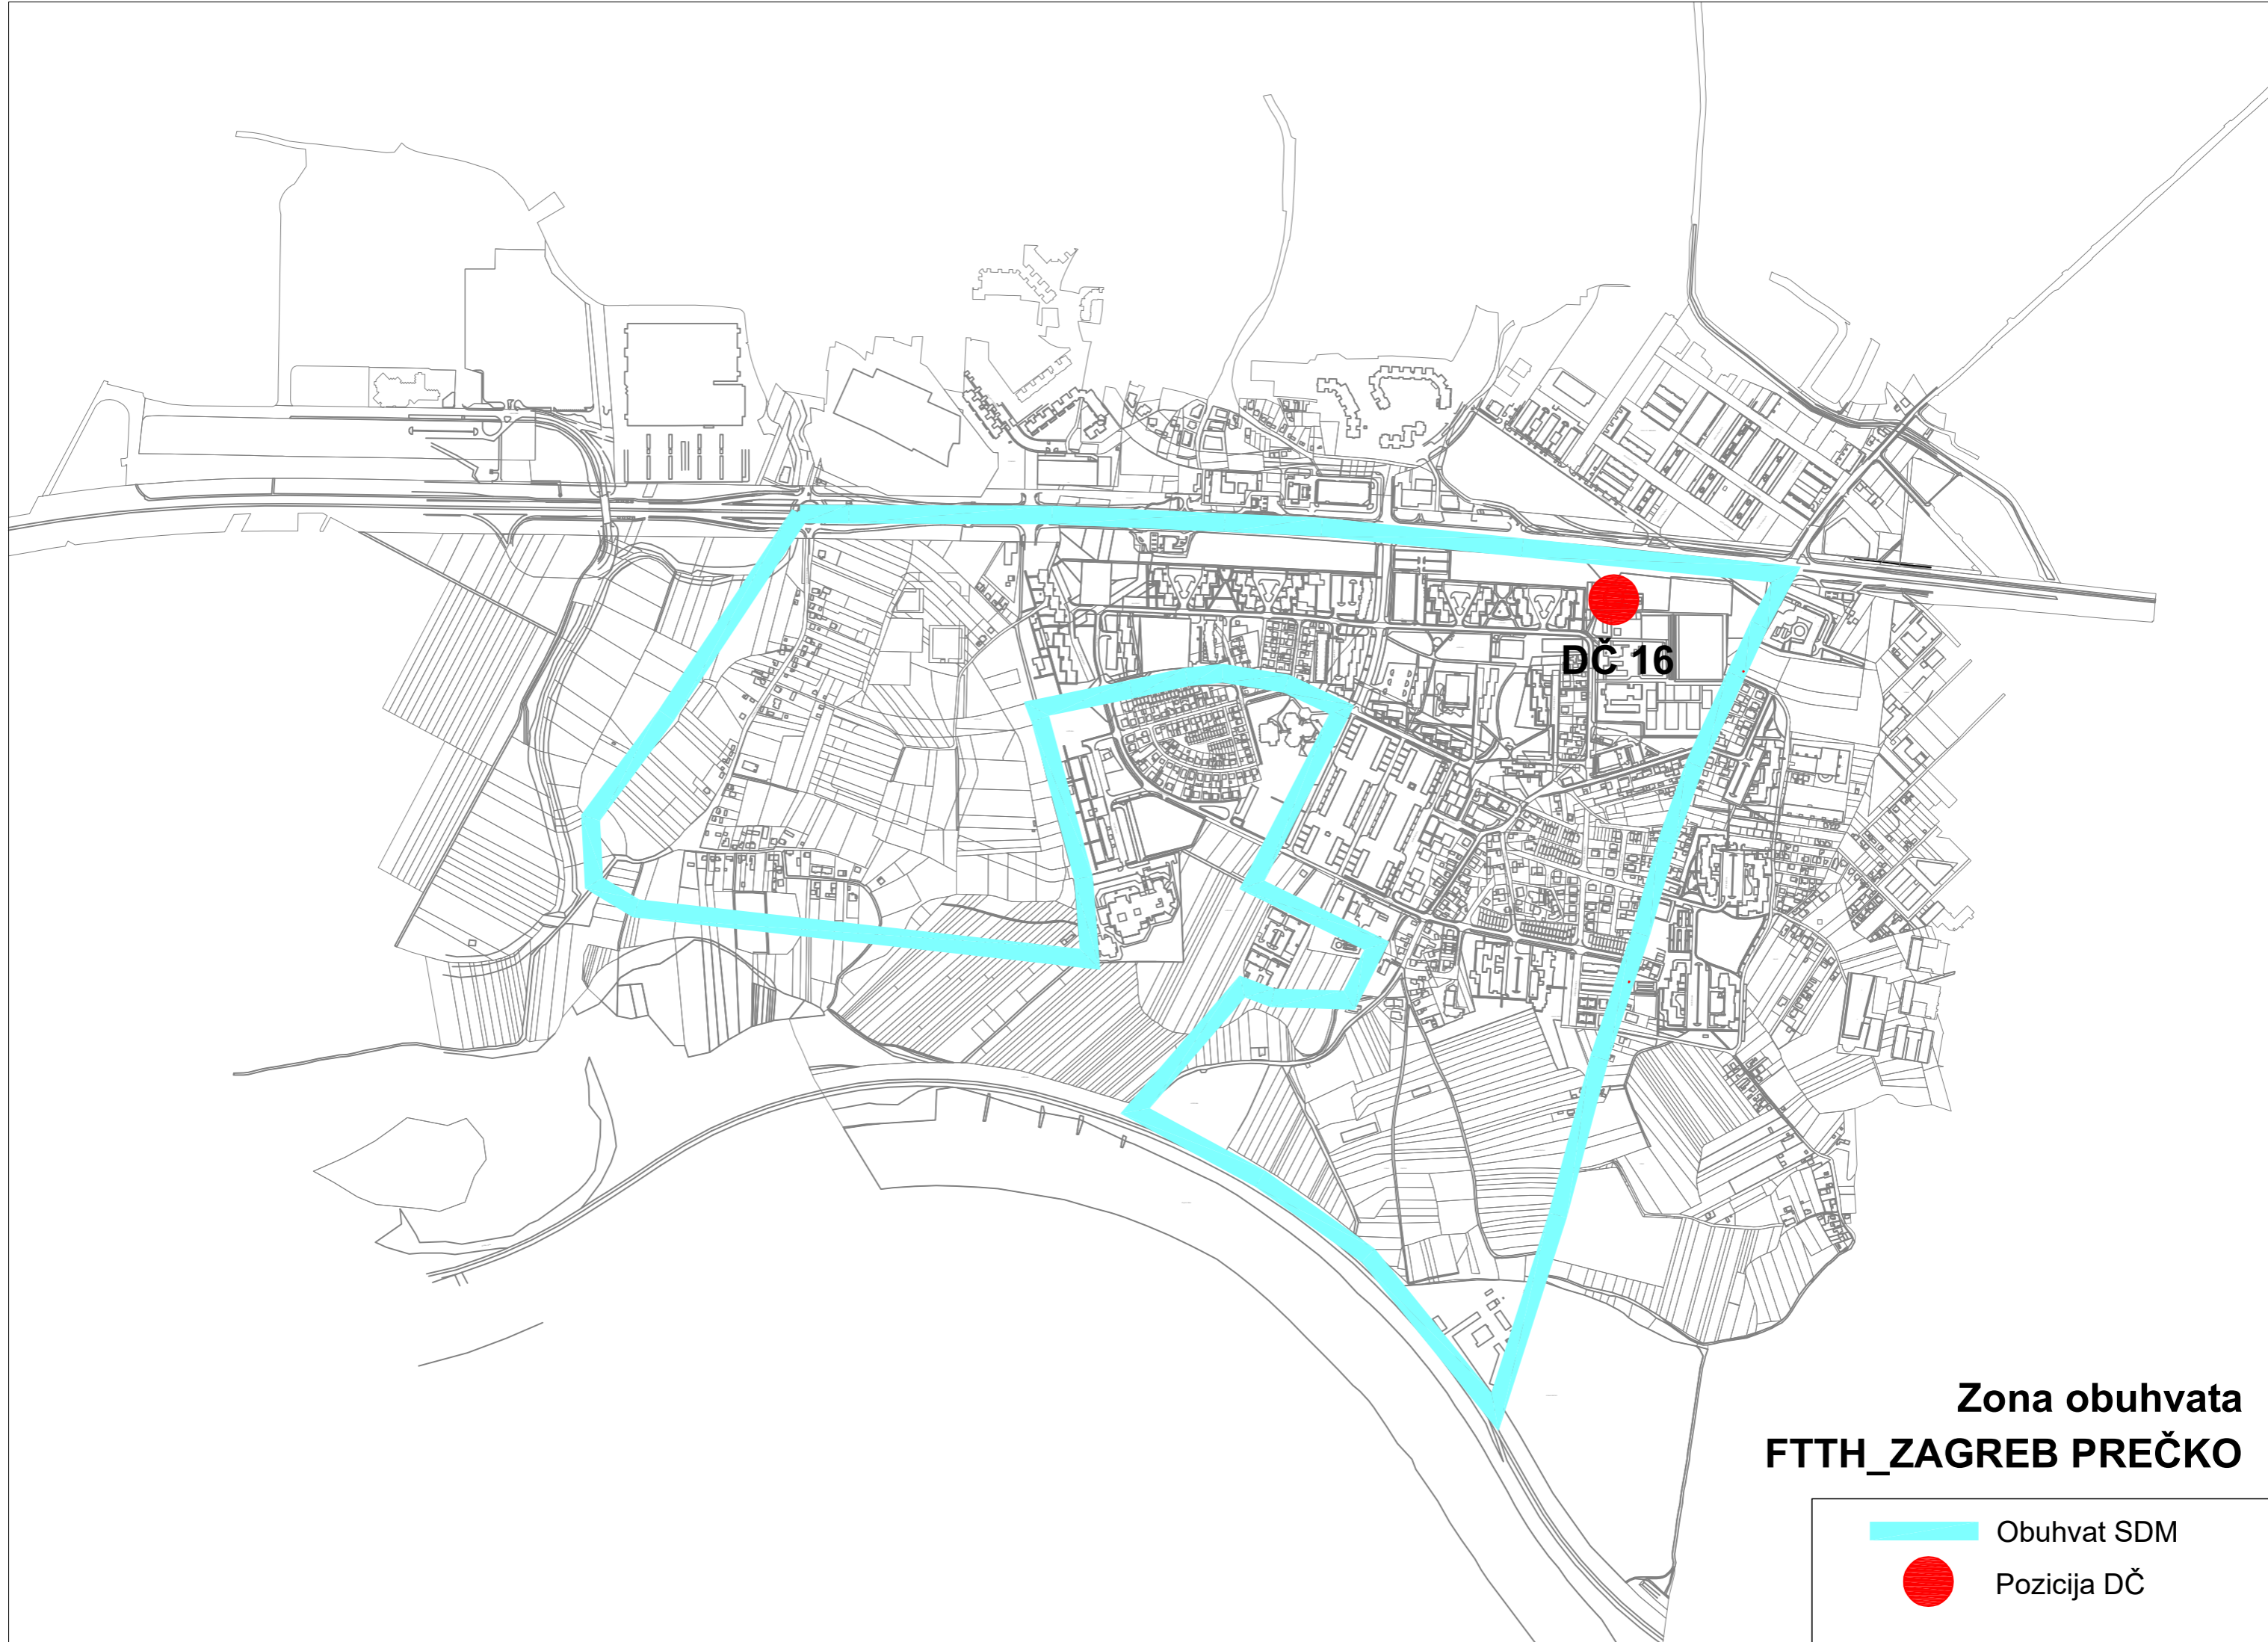 DČ 16
Zona obuhvata
FTTH_ZAGREB PREČKO
Obuhvat SDM
Pozicija DČ